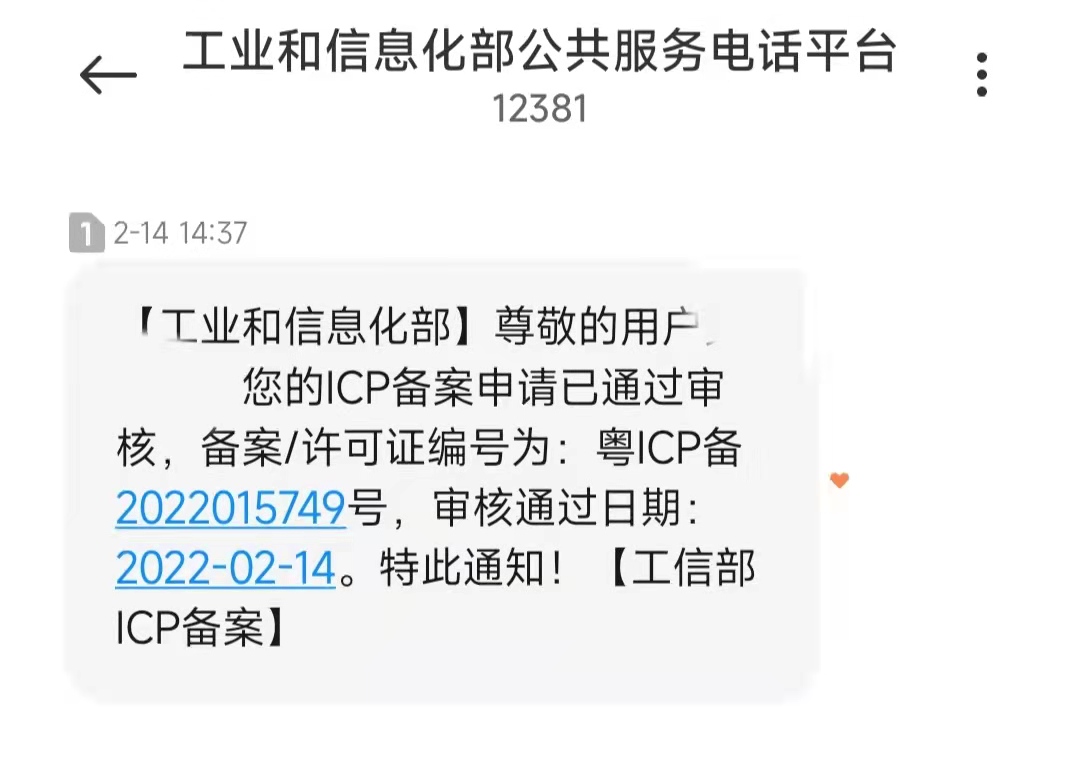 工业和信息化部公共服务电话平台
12381
1 2-14 14:37
【工业和信息化部】尊敬的用户
您的ICP备案申请已通过审
核，备案/许可证编号为：粤ICP备
2022015749号，审核通过日期：
2022-02-14。特此通知！【工信部
ICP备案】